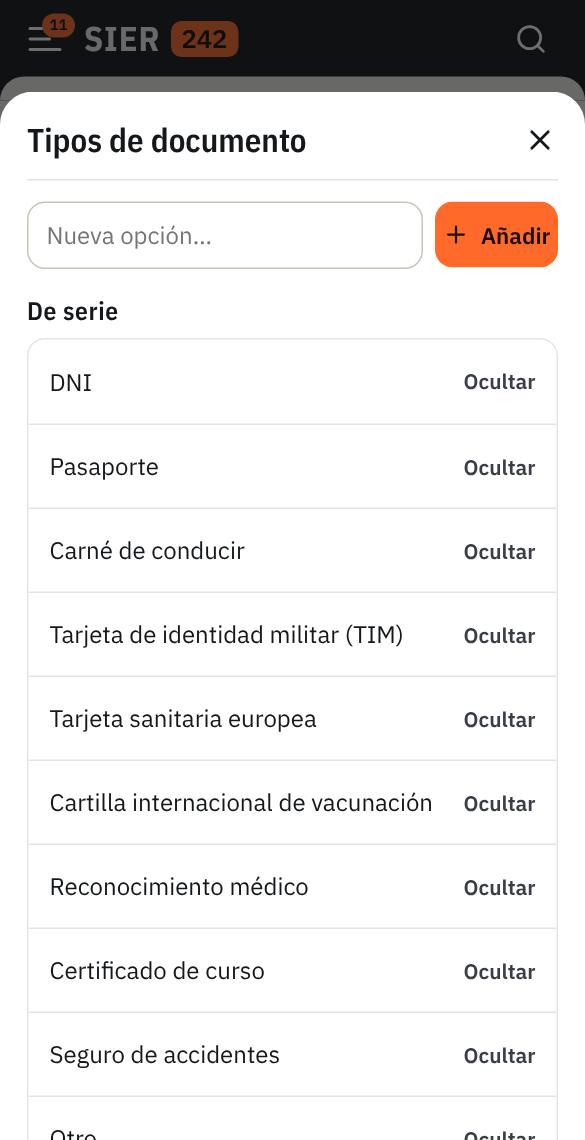 11
SIER 242
Tipos de documento
Nueva opción...
+ Añadir
De serie
DNI Ocultar
Pasaporte Ocultar
Carné de conducir Ocultar
Tarjeta de identidad militar (TIM) Ocultar
Tarjeta sanitaria europea Ocultar
Cartilla internacional de vacunación Ocultar
Reconocimiento médico Ocultar
Certificado de curso Ocultar
Seguro de accidentes Ocultar
Otro Ocultar